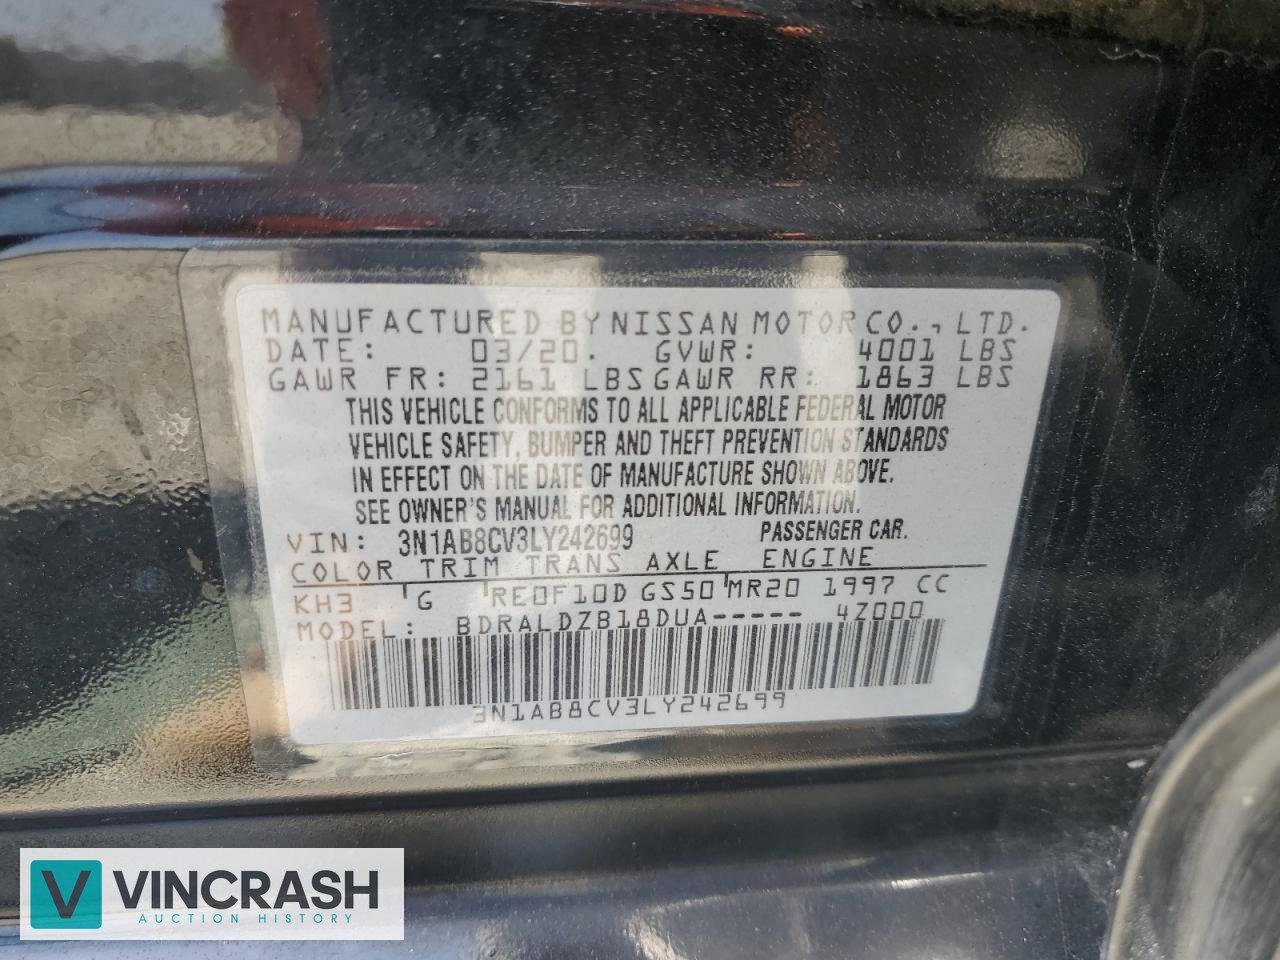 MANUFACTURED BY NISSAN MOTOR CO., LTD.
DATE: 03/20. GVWR: 4001 LBS
GAWR FR: 2161 LBS GAWR RR: 1863 LBS
THIS VEHICLE CONFORMS TO ALL APPLICABLE FEDERAL MOTOR
VEHICLE SAFETY, BUMPER AND THEFT PREVENTION STANDARDS
IN EFFECT ON THE DATE OF MANUFACTURE SHOWN ABOVE.
SEE OWNER'S MANUAL FOR ADDITIONAL INFORMATION.
VIN: 3N1AB8CV3LY242699 PASSENGER CAR.
COLOR TRIM TRANS AXLE ENGINE
KH3 G RE0F10D GS50 MR20 1997 CC
MODEL: BDRALDZB18DUA----- 4Z000
3N1AB8CV3LY242699
V VINCRASH
AUCTION HISTORY